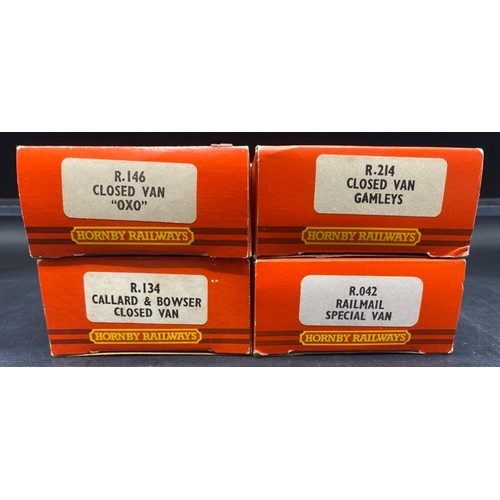 R.146
CLOSED VAN
"OXO"
HORNBY RAILWAYS
R.214
CLOSED VAN
GAMLEYS
HORNBY RAILWAYS
R.134
CALLARD & BOWSER
CLOSED VAN
HORNBY RAILWAYS
R.042
RAILMAIL
SPECIAL VAN
HORNBY RAILWAYS